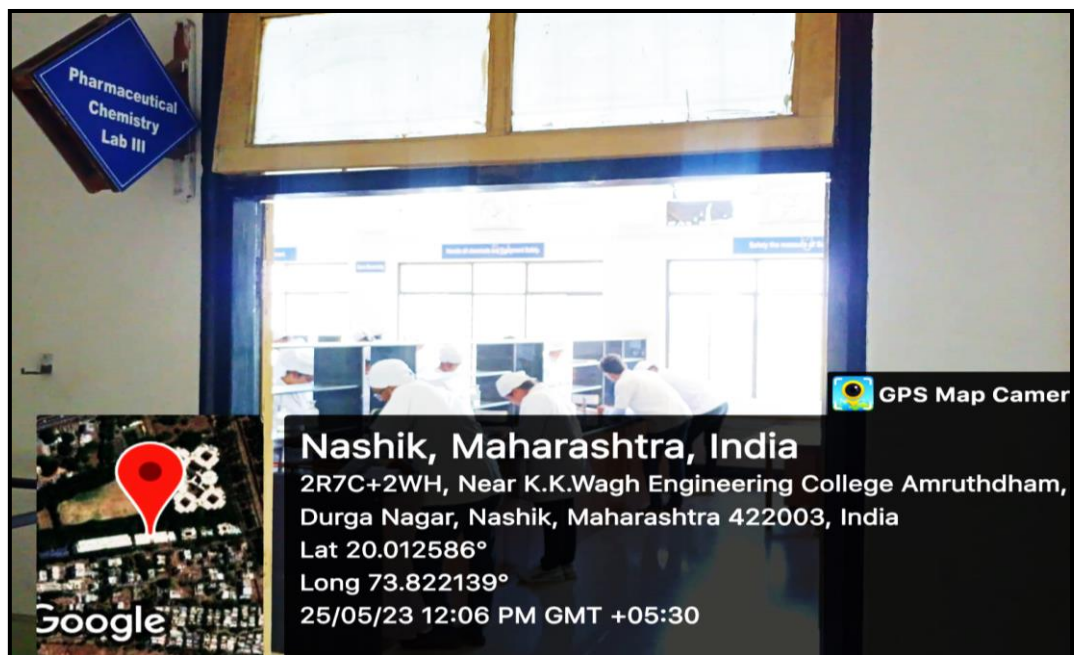 Pharmaceutical
Chemistry
Lab III
GPS Map Camer
Nashik, Maharashtra, India
2R7C+2WH, Near K.K.Wagh Engineering College Amruthdham,
Durga Nagar, Nashik, Maharashtra 422003, India
Lat 20.012586°
Long 73.822139°
25/05/23 12:06 PM GMT +05:30
Google